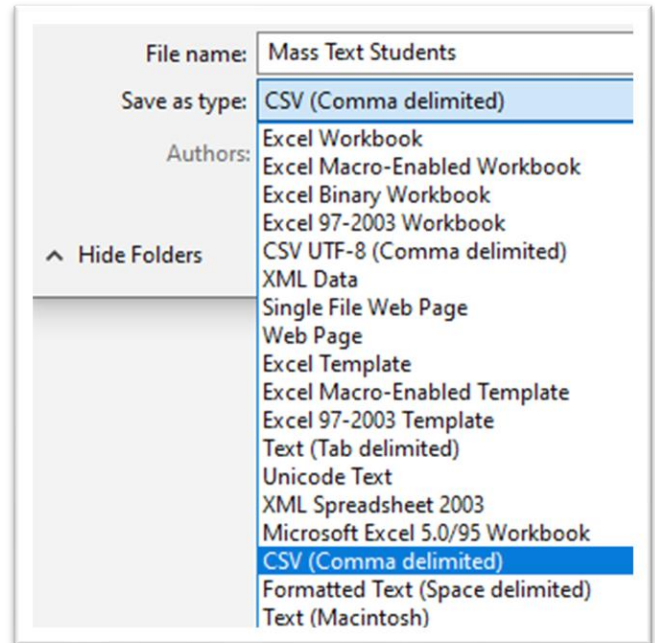 File name: Mass Text Students
Save as type: CSV (Comma delimited)
Authors:
Excel Workbook
Excel Macro-Enabled Workbook
Excel Binary Workbook
Excel 97-2003 Workbook
CSV UTF-8 (Comma delimited)
XML Data
Single File Web Page
Web Page
Excel Template
Excel Macro-Enabled Template
Excel 97-2003 Template
Text (Tab delimited)
Unicode Text
XML Spreadsheet 2003
Microsoft Excel 5.0/95 Workbook
CSV (Comma delimited)
Formatted Text (Space delimited)
Text (Macintosh)
Hide Folders